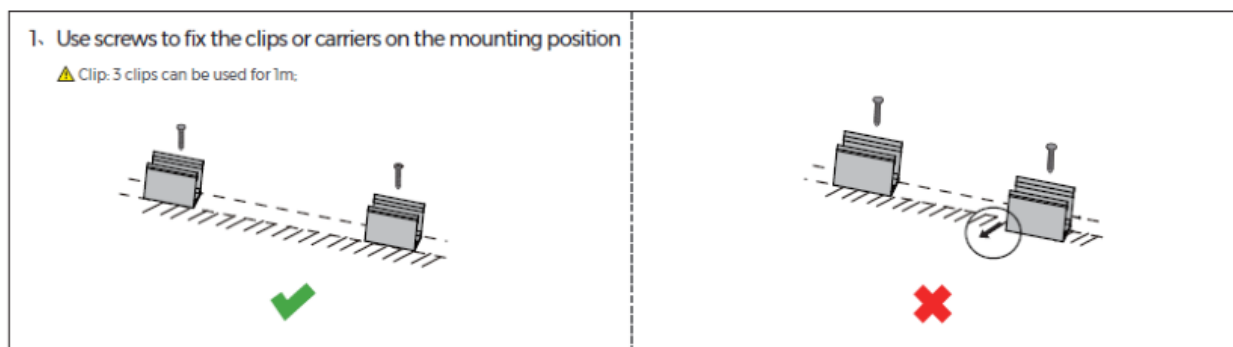 1、Use screws to fix the clips or carriers on the mounting position
Clip: 3 clips can be used for 1m;